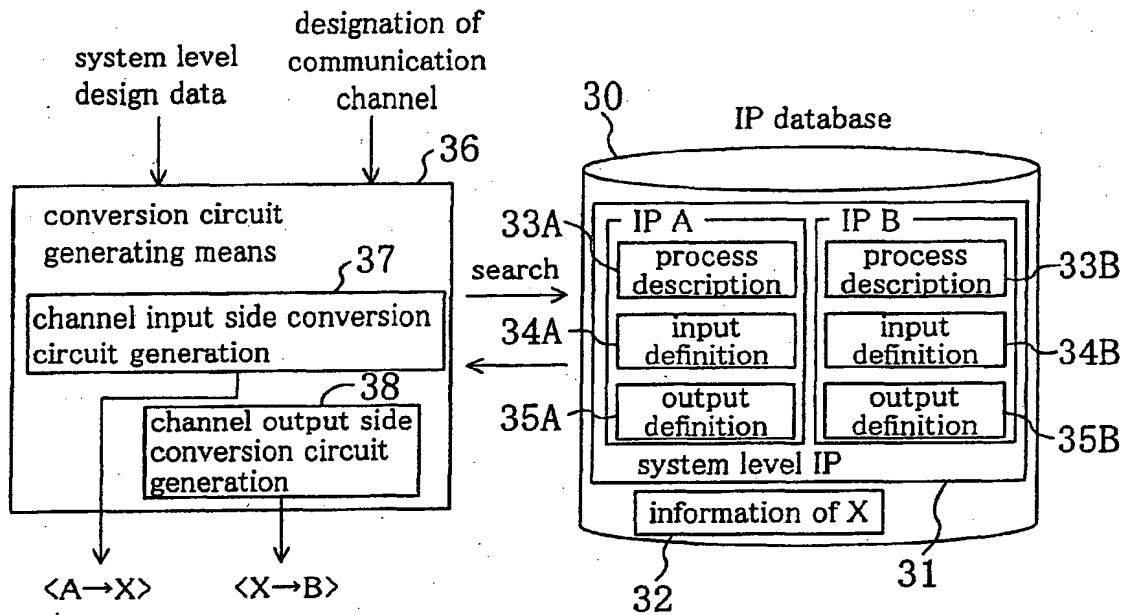 system level
design data
designation of
communication
channel
36
conversion circuit
generating means
37
channel input side conversion
circuit generation
38
channel output side
conversion circuit
generation
<A→X>
<X→B>
search
30
IP database
IP A
33A
process
description
34A
input
definition
35A
output
definition
IP B
process
description
33B
input
definition
34B
output
definition
35B
system level IP
31
information of X
32